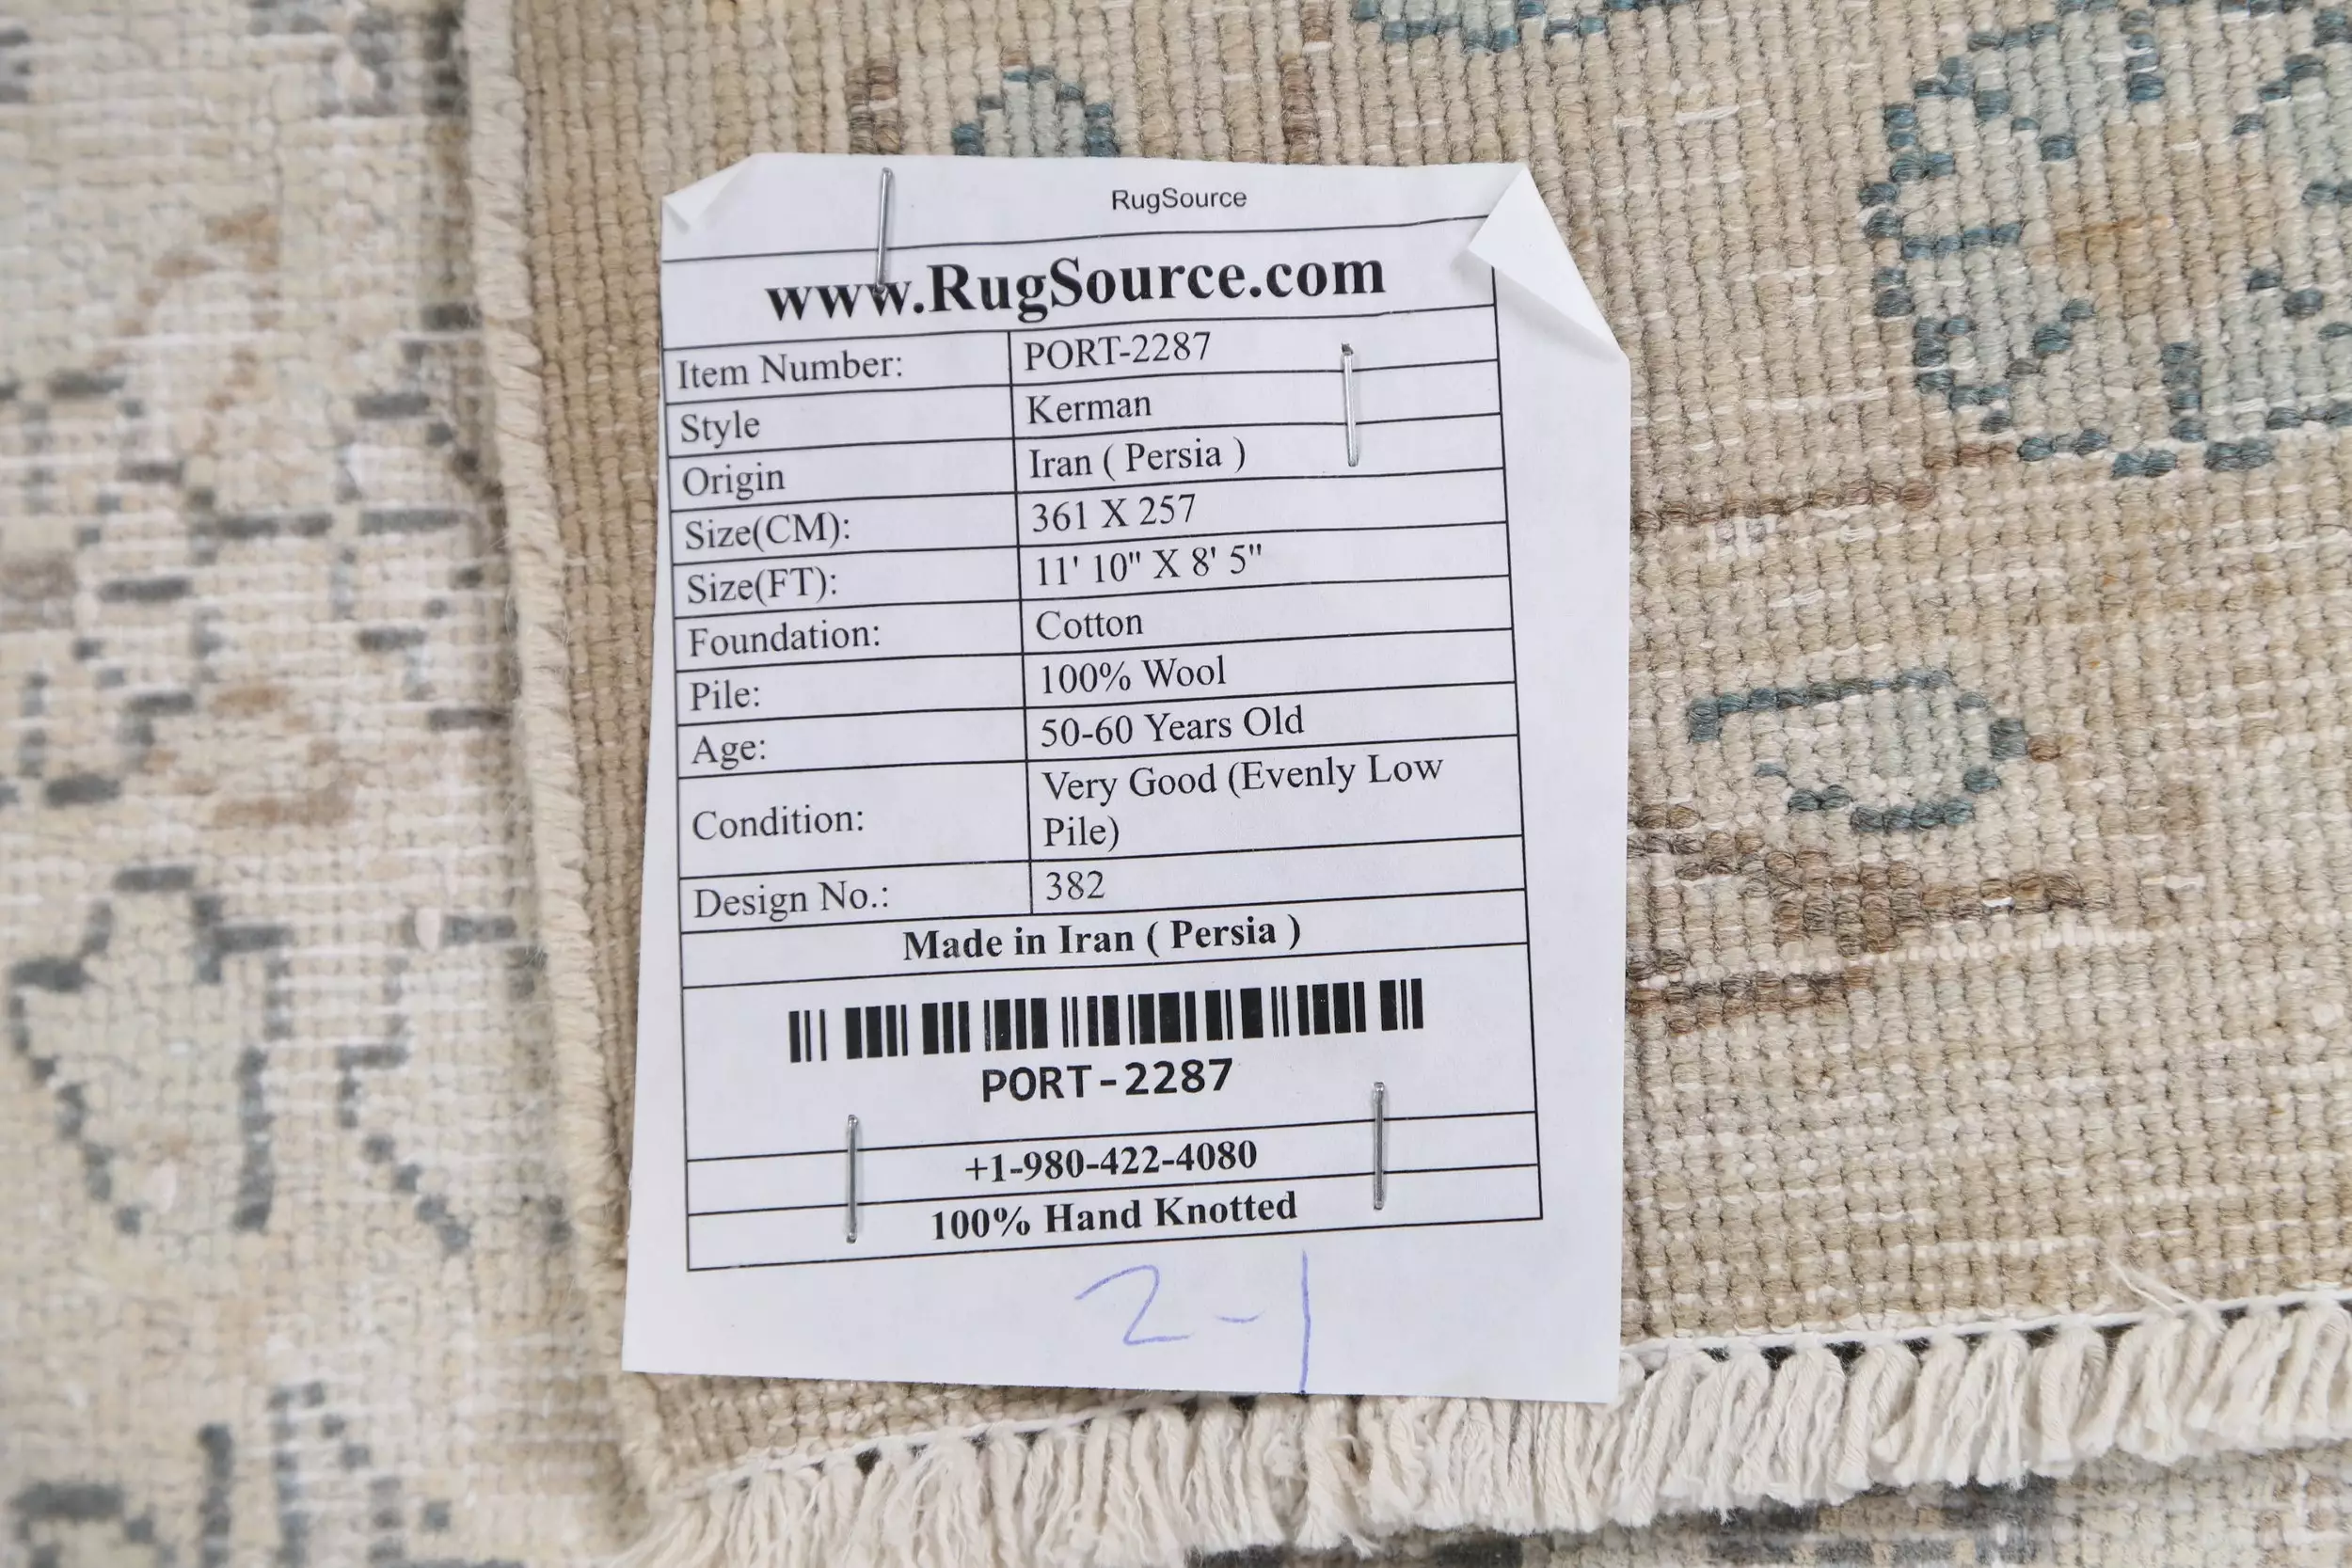 RugSource
www.RugSource.com
Item Number: PORT-2287
Style Kerman
Origin Iran ( Persia )
Size(CM): 361 X 257
Size(FT): 11' 10" X 8' 5"
Foundation: Cotton
Pile: 100% Wool
Age: 50-60 Years Old
Condition: Very Good (Evenly Low
Pile)
Design No.: 382
Made in Iran ( Persia )
PORT-2287
+1-980-422-4080
100% Hand Knotted
2-1